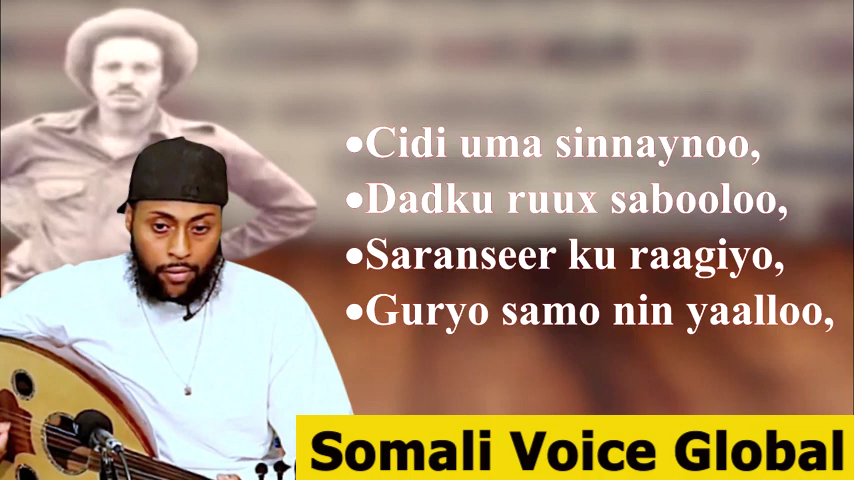 •Cidi uma sinnaynoo,
•Dadku ruux sabooloo,
•Saranseer ku raagiyo,
•Guryo samo nin yaalloo,
Somali Voice Global